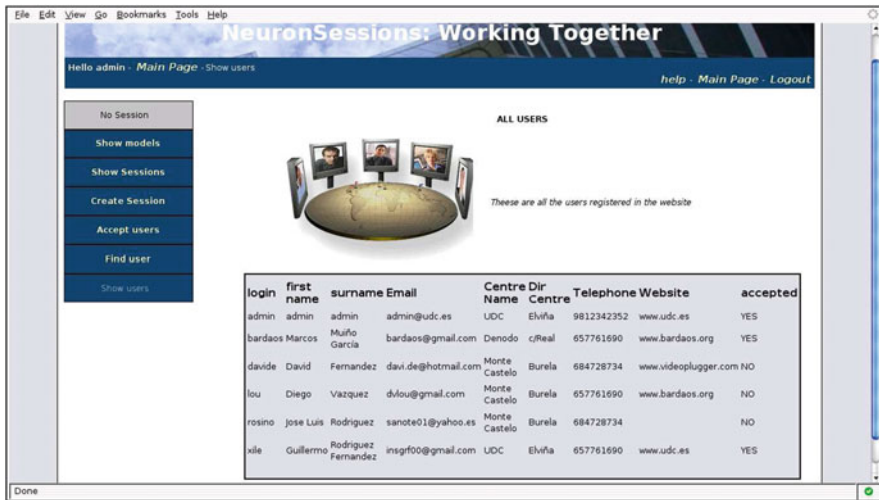 File Edit View Go Bookmarks Tools Help
NeuronSessions: Working Together
Hello admin - Main Page - Show users
help - Main Page - Logout
No Session
Show models
Show Sessions
Create Session
Accept users
Find user
Show users
ALL USERS
Theese are all the users registered in the website
login first name surname Email Centre Name Dir Centre Telephone Website accepted
admin admin admin admin@udc.es UDC Elviña 9812342352 www.udc.es YES
bardaos Marcos Muiño García bardaos@gmail.com Denodo c/Real 657761690 www.bardaos.org YES
davide David Fernandez davi.de@hotmail.com Monte Castelo Burela 684728734 www.videoplugger.com NO
lou Diego Vazquez dvlou@gmail.com Monte Castelo Burela 657761690 www.bardaos.org NO
rosino Jose Luis Rodriguez sanote01@yahoo.es Monte Castelo Burela 684728734 NO
xile Guillermo Rodriguez Fernandez insgrf00@gmail.com UDC Elviña 657761690 www.udc.es YES
Done